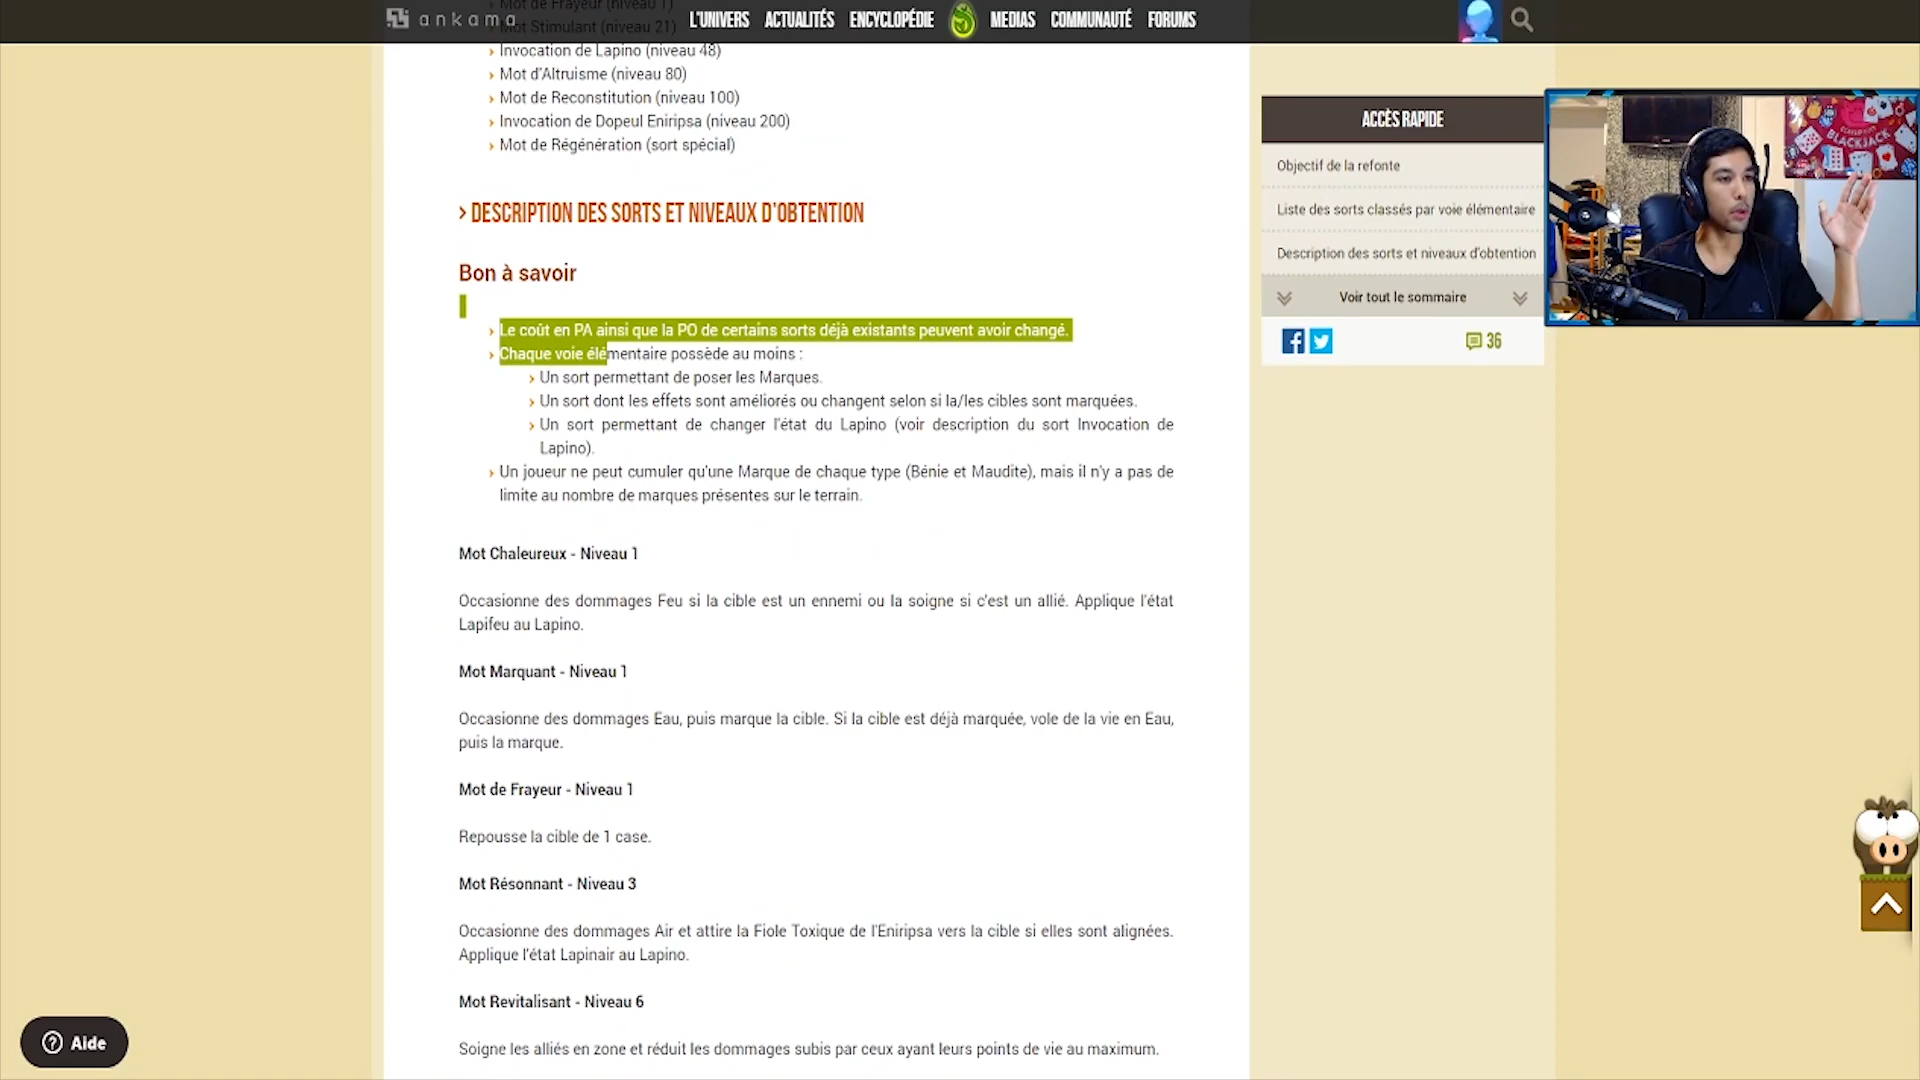 ankama
L'UNIVERS ACTUALITÉS ENCYCLOPÉDIE MEDIAS COMMUNAUTÉ FORUMS
Mot de Frayeur (niveau 1)
Mot Stimulant (niveau 21)
Invocation de Lapino (niveau 48)
Mot d'Altruisme (niveau 80)
Mot de Reconstitution (niveau 100)
Invocation de Dopeul Eniripsa (niveau 200)
Mot de Régénération (sort spécial)
DESCRIPTION DES SORTS ET NIVEAUX D'OBTENTION
Bon à savoir
Le coût en PA ainsi que la PO de certains sorts déjà existants peuvent avoir changé.
Chaque voie élémentaire possède au moins :
Un sort permettant de poser les Marques.
Un sort dont les effets sont améliorés ou changent selon si la/les cibles sont marquées.
Un sort permettant de changer l'état du Lapino (voir description du sort Invocation de
Lapino).
Un joueur ne peut cumuler qu'une Marque de chaque type (Bénie et Maudite), mais il n'y a pas de
limite au nombre de marques présentes sur le terrain.
Mot Chaleureux - Niveau 1
Occasionne des dommages Feu si la cible est un ennemi ou la soigne si c'est un allié. Applique l'état
Lapifeu au Lapino.
Mot Marquant - Niveau 1
Occasionne des dommages Eau, puis marque la cible. Si la cible est déjà marquée, vole de la vie en Eau,
puis la marque.
Mot de Frayeur - Niveau 1
Repousse la cible de 1 case.
Mot Résonnant - Niveau 3
Occasionne des dommages Air et attire la Fiole Toxique de l'Eniripsa vers la cible si elles sont alignées.
Applique l'état Lapinair au Lapino.
Mot Revitalisant - Niveau 6
Soigne les alliés en zone et réduit les dommages subis par ceux ayant leurs points de vie au maximum.
ACCÈS RAPIDE
Objectif de la refonte
Liste des sorts classés par voie élémentaire
Description des sorts et niveaux d'obtention
Voir tout le sommaire
36
BLACKJACK
? Aide